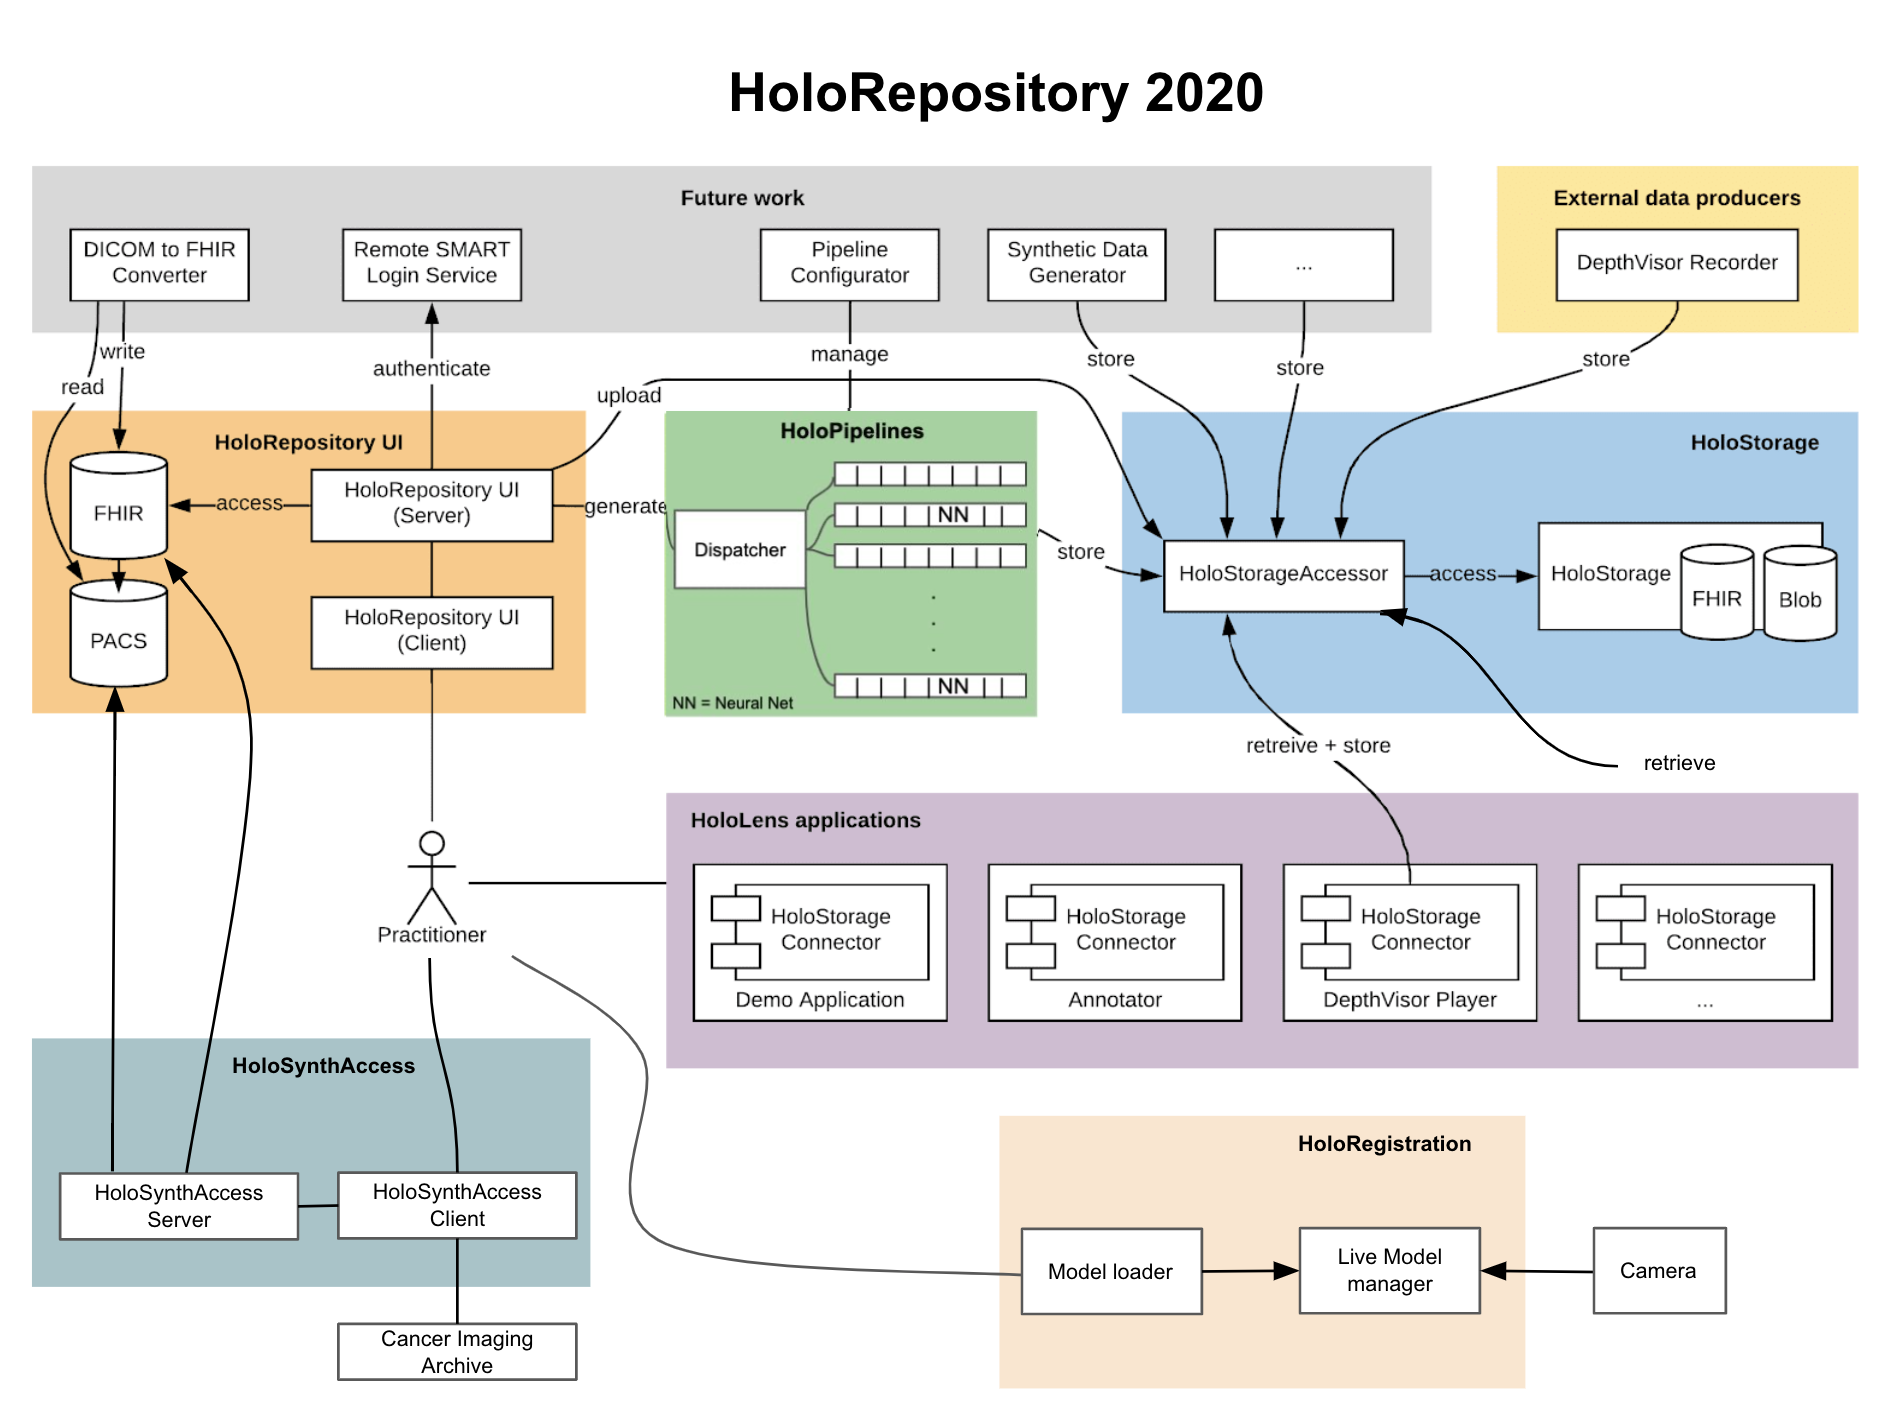 HoloRepository 2020
Future work
External data producers
DICOM to FHIR
Converter
Remote SMART
Login Service
Pipeline
Configurator
Synthetic Data
Generator
...
DepthVisor Recorder
write
read
authenticate
manage
store
store
store
upload
HoloRepository UI
HoloPipelines
HoloStorage
FHIR
access
HoloRepository UI
(Server)
generate
Dispatcher
NN
store
HoloStorageAccessor
access
HoloStorage
FHIR
Blob
PACS
HoloRepository UI
(Client)
.
.
.
NN
NN = Neural Net
retreive + store
retrieve
HoloLens applications
Practitioner
HoloStorage
Connector
Demo Application
HoloStorage
Connector
Annotator
HoloStorage
Connector
DepthVisor Player
HoloStorage
Connector
...
HoloSynthAccess
HoloSynthAccess
Server
HoloSynthAccess
Client
Cancer Imaging
Archive
HoloRegistration
Model loader
Live Model
manager
Camera